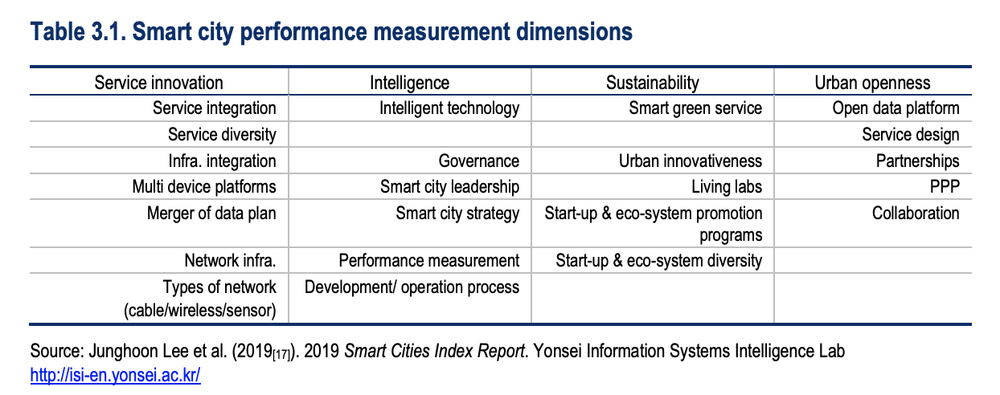 Table 3.1. Smart city performance measurement dimensions
Service innovation Intelligence Sustainability Urban openness
Service integration Intelligent technology Smart green service Open data platform
Service diversity Service design
Infra. integration Governance Urban innovativeness Partnerships
Multi device platforms Smart city leadership Living labs PPP
Merger of data plan Smart city strategy Start-up & eco-system promotion Collaboration
programs
Network infra. Performance measurement Start-up & eco-system diversity
Types of network Development/ operation process
(cable/wireless/sensor)
Source: Junghoon Lee et al. (2019[17]). 2019 Smart Cities Index Report. Yonsei Information Systems Intelligence Lab
http://isi-en.yonsei.ac.kr/